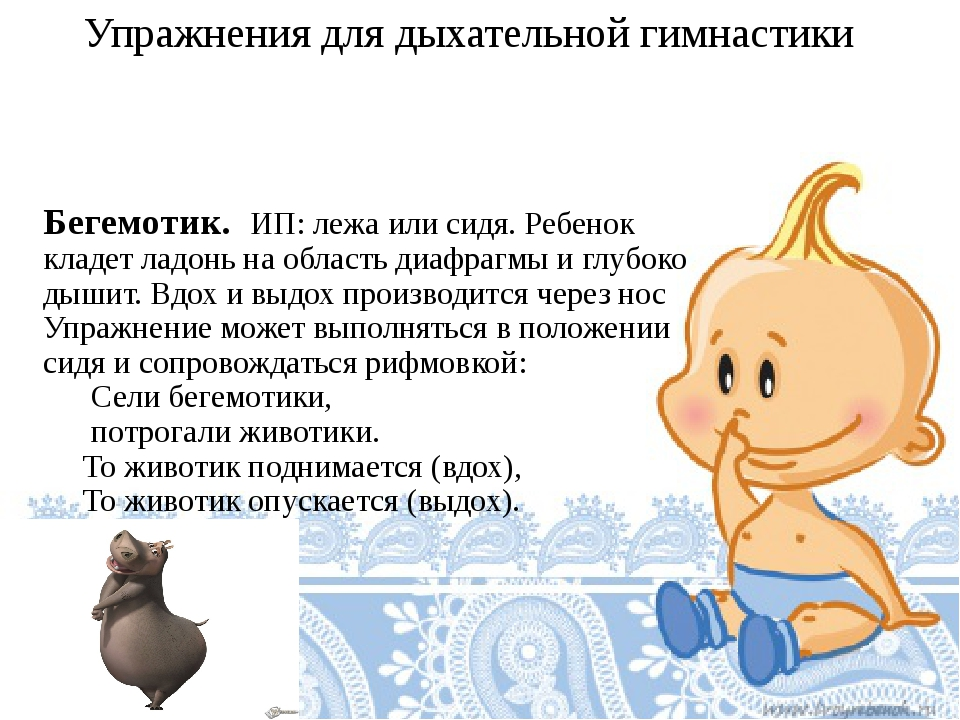 Упражнения для дыхательной гимнастики
Бегемотик. ИП: лежа или сидя. Ребенок
кладет ладонь на область диафрагмы и глубоко
дышит. Вдох и выдох производится через нос
Упражнение может выполняться в положении
сидя и сопровождаться рифмовкой:
Сели бегемотики,
потрогали животики.
То животик поднимается (вдох),
То животик опускается (выдох).